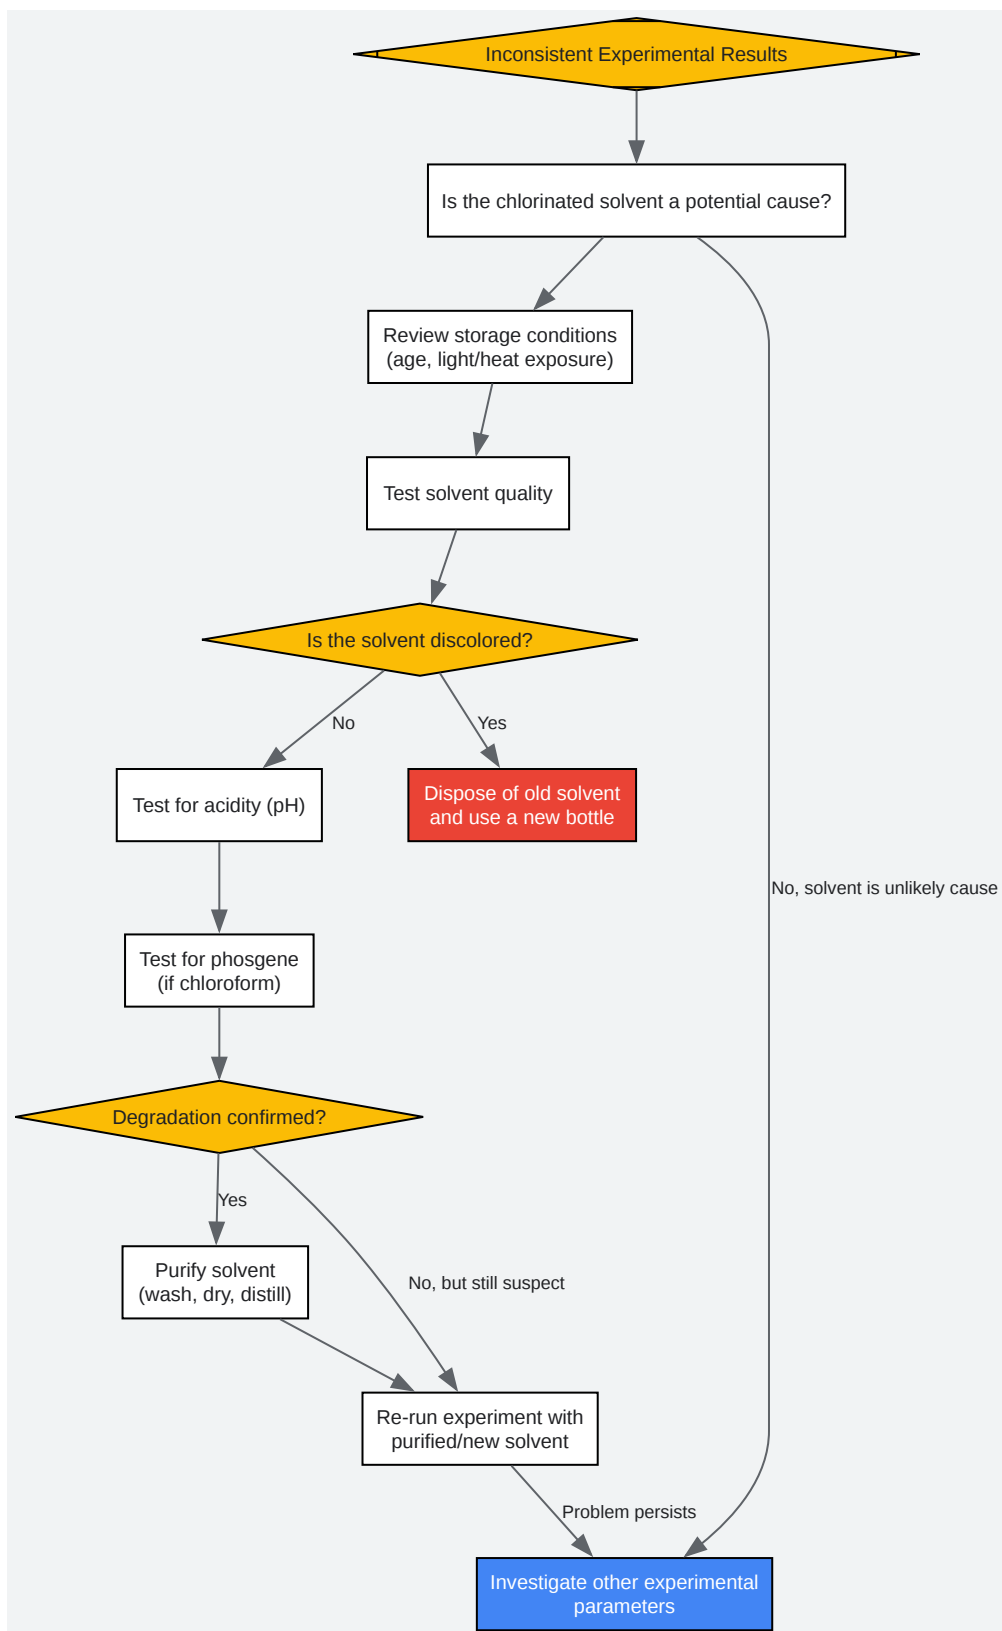 Inconsistent Experimental Results
Is the chlorinated solvent a potential cause?
Review storage conditions
(age, light/heat exposure)
Test solvent quality
Is the solvent discolored?
No
Yes
Test for acidity (pH)
Dispose of old solvent
and use a new bottle
No, solvent is unlikely cause
Test for phosgene
(if chloroform)
Degradation confirmed?
Yes
Purify solvent
(wash, dry, distill)
No, but still suspect
Re-run experiment with
purified/new solvent
Problem persists
Investigate other experimental
parameters